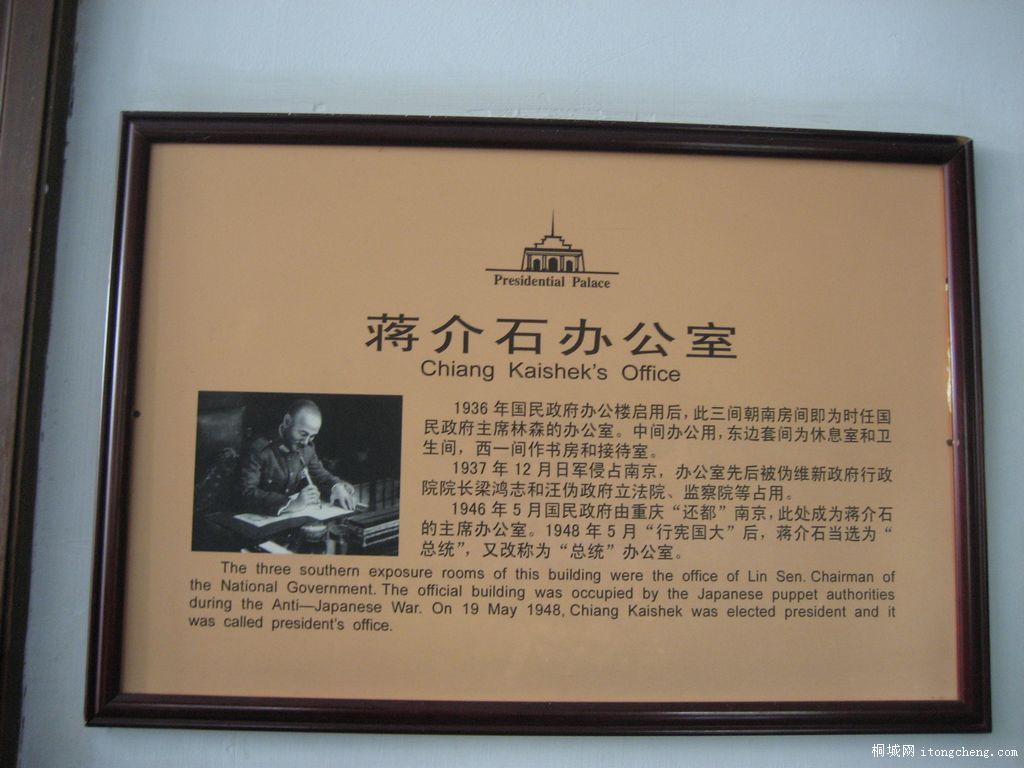 Presidential Palace
蒋介石办公室
Chiang Kaishek's Office
1936 年国民政府办公楼启用后，此三间朝南房间即为时任国
民政府主席林森的办公室。中间办公用，东边套间为休息室和卫
生间，西一间作书房和接待室。
1937 年 12 月日军侵占南京，办公室先后被伪维新政府行政
院院长梁鸿志和汪伪政府立法院、监察院等占用。
1946 年 5 月国民政府由重庆“还都”南京，此处成为蒋介石
的主席办公室。1948 年 5 月“行宪国大”后，蒋介石当选为“
总统”，又改称为“总统”办公室。
The three southern exposure rooms of this building were the office of Lin Sen. Chairman of
the National Government. The official building was occupied by the Japanese puppet authorities
during the Anti—Japanese War. On 19 May 1948, Chiang Kaishek was elected president and it
was called president's office.
桐城网 itongcheng.com